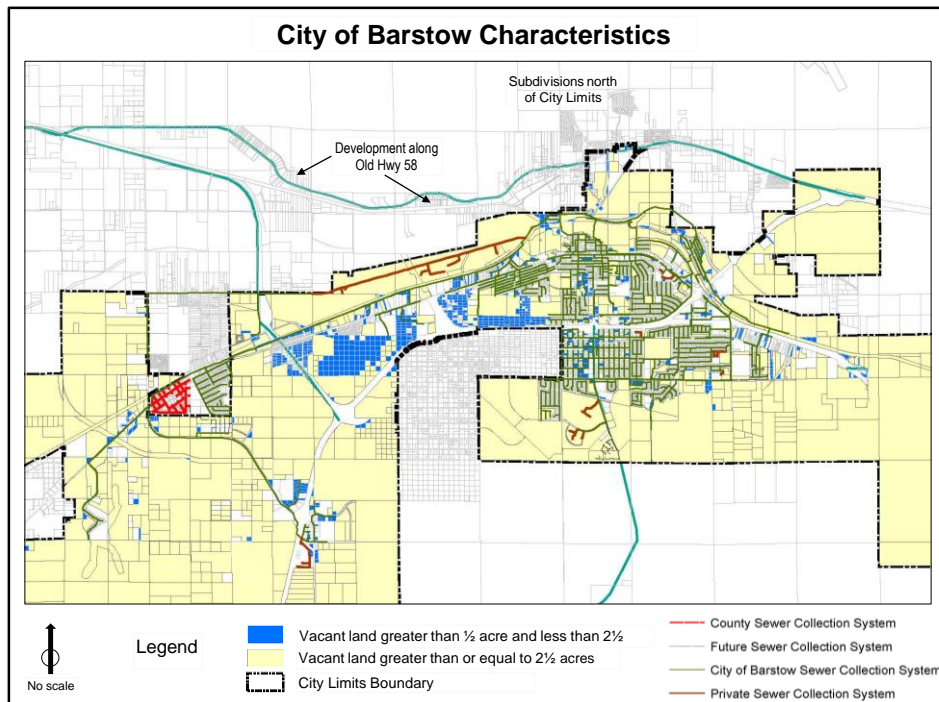 City of Barstow Characteristics
Subdivisions north
of City Limits
Development along
Old Hwy 58
No scale
Legend
Vacant land greater than ½ acre and less than 2½
Vacant land greater than or equal to 2½ acres
City Limits Boundary
County Sewer Collection System
Future Sewer Collection System
City of Barstow Sewer Collection System
Private Sewer Collection System